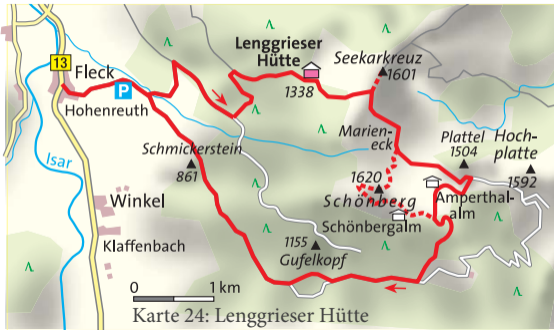 Lenggrieser
Hütte
1338
Seekarkreuz
1601
13
Fleck
P
Hohenreuth
Marien-
eck
Plattel
1504
Hoch-
platte
1592
Schmickerstein
861
Isar
1620
Schönberg
Amperthal-
alm
Winkel
Schönbergalm
Klaffenbach
1155
Gufelkopf
0
1 km
Karte 24: Lenggrieser Hütte